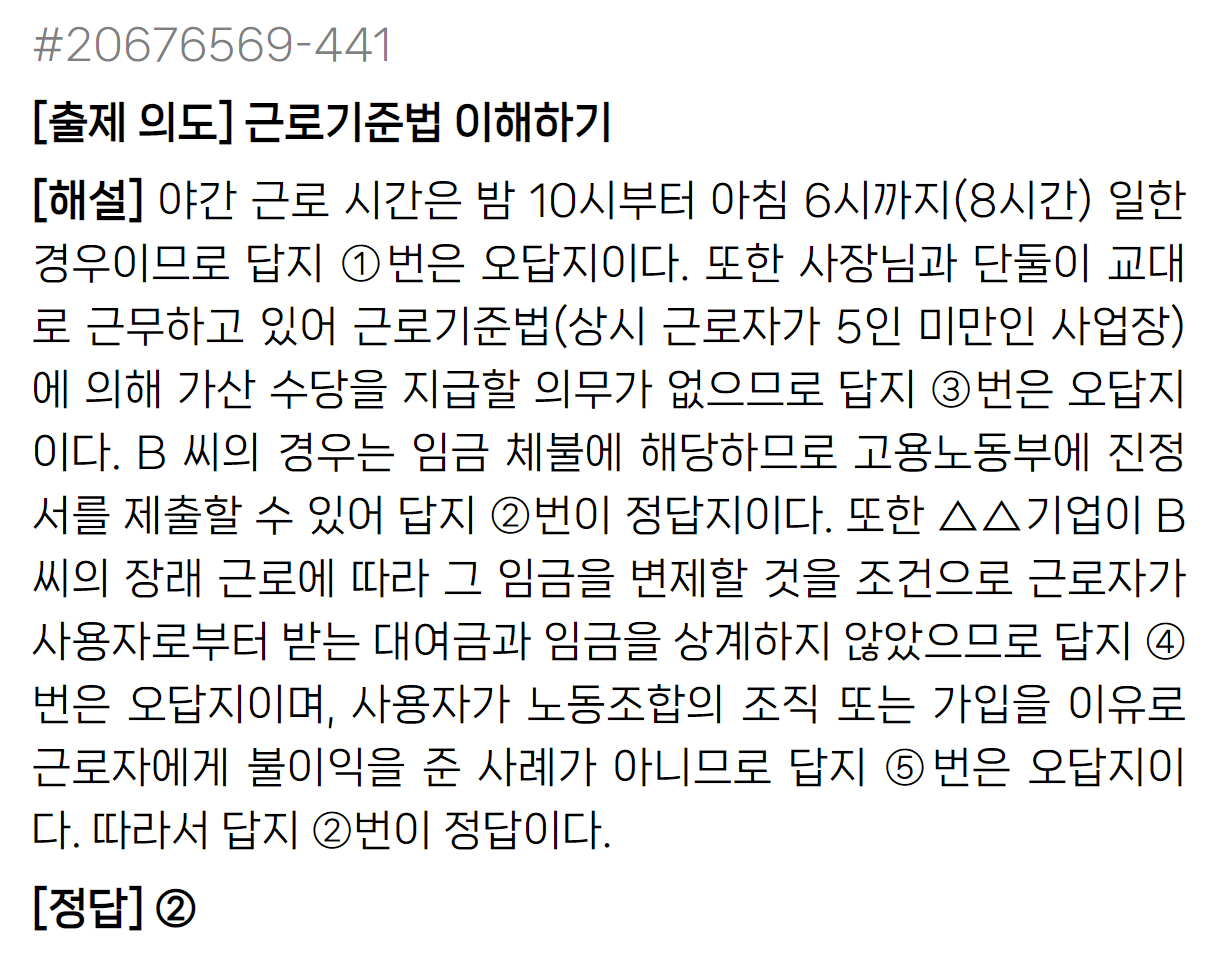 #20676569-441
[출제 의도] 근로기준법 이해하기
[해설] 야간 근로 시간은 밤 10시부터 아침 6시까지(8시간) 일한
경우이므로 답지 ①번은 오답지이다. 또한 사장님과 단둘이 교대
로 근무하고 있어 근로기준법(상시 근로자가 5인 미만인 사업장)
에 의해 가산 수당을 지급할 의무가 없으므로 답지 ③번은 오답지
이다. B 씨의 경우는 임금 체불에 해당하므로 고용노동부에 진정
서를 제출할 수 있어 답지 ②번이 정답지이다. 또한 △△기업이 B
씨의 장래 근로에 따라 그 임금을 변제할 것을 조건으로 근로자가
사용자로부터 받는 대여금과 임금을 상계하지 않았으므로 답지 ④
번은 오답지이며, 사용자가 노동조합의 조직 또는 가입을 이유로
근로자에게 불이익을 준 사례가 아니므로 답지 ⑤번은 오답지이
다. 따라서 답지 ②번이 정답이다.
[정답] ②